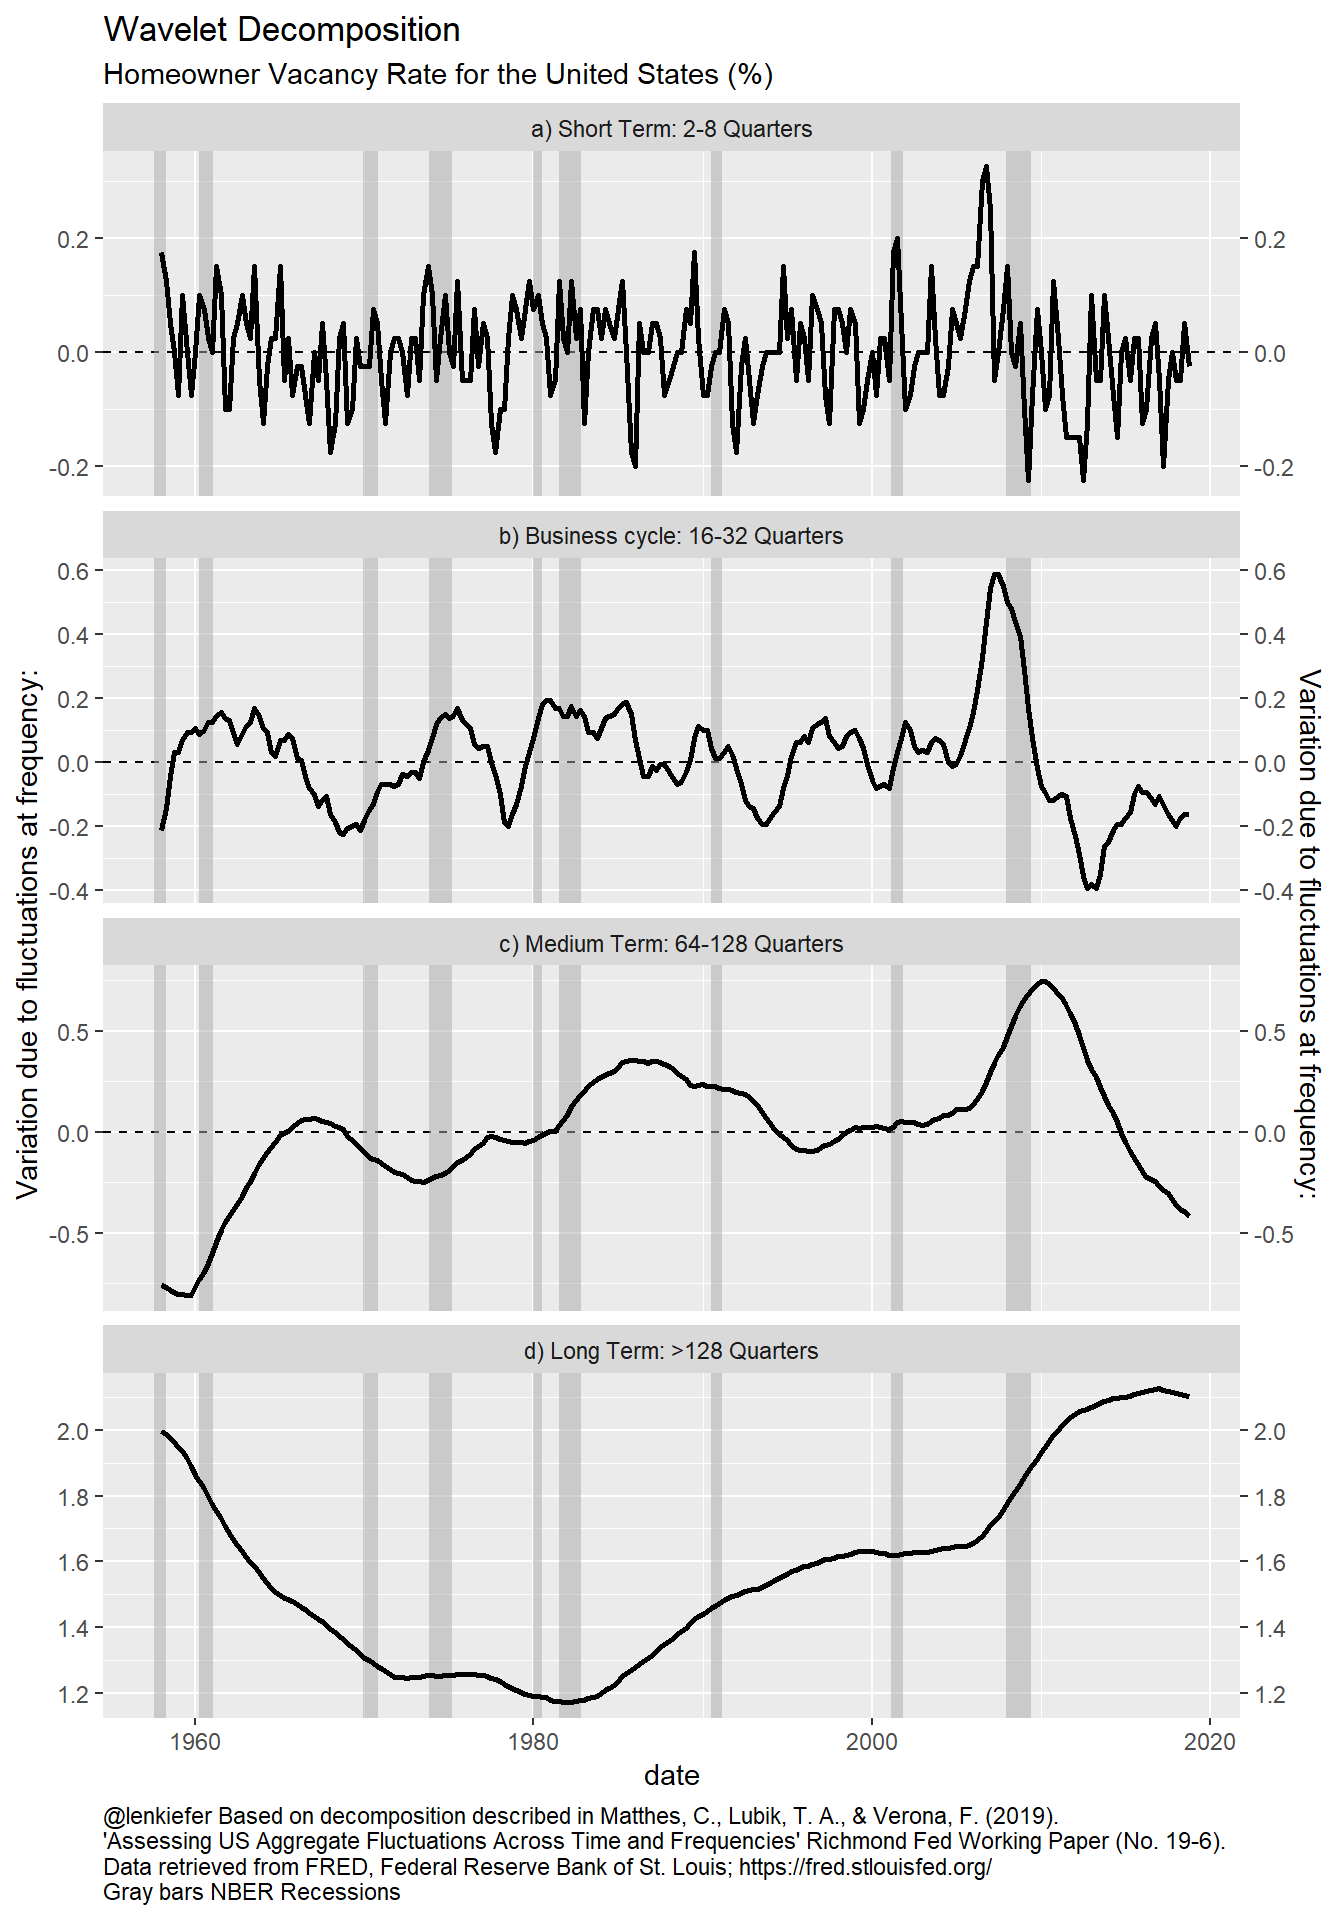 Wavelet Decomposition
Homeowner Vacancy Rate for the United States (%)
a) Short Term: 2-8 Quarters
0.2
0.0
-0.2
0.2
0.0
-0.2
b) Business cycle: 16-32 Quarters
0.6
0.4
0.2
0.0
-0.2
-0.4
0.6
0.4
0.2
0.0
-0.2
-0.4
Variation due to fluctuations at frequency:
Variation due to fluctuations at frequency:
c) Medium Term: 64-128 Quarters
0.5
0.0
-0.5
0.5
0.0
-0.5
d) Long Term: >128 Quarters
2.0
1.8
1.6
1.4
1.2
2.0
1.8
1.6
1.4
1.2
1960 1980 2000 2020
date
@lenkiefer Based on decomposition described in Matthes, C., Lubik, T. A., & Verona, F. (2019).
'Assessing US Aggregate Fluctuations Across Time and Frequencies' Richmond Fed Working Paper (No. 19-6).
Data retrieved from FRED, Federal Reserve Bank of St. Louis; https://fred.stlouisfed.org/
Gray bars NBER Recessions